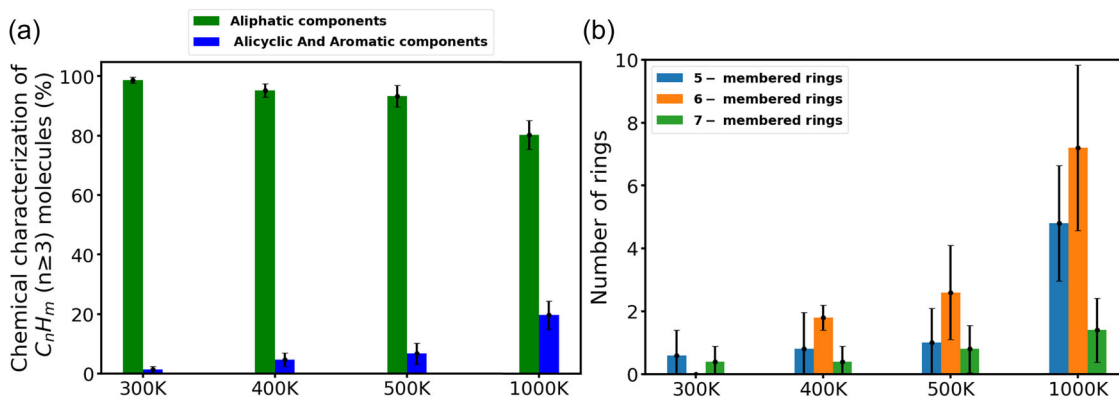 (a)
Aliphatic components
Alicyclic And Aromatic components
Chemical characterization of
CnHm (n≥3) molecules (%)
100
80
60
40
20
0
300K
400K
500K
1000K
(b)
5− membered rings
6− membered rings
7− membered rings
Number of rings
10
8
6
4
2
0
300K
400K
500K
1000K